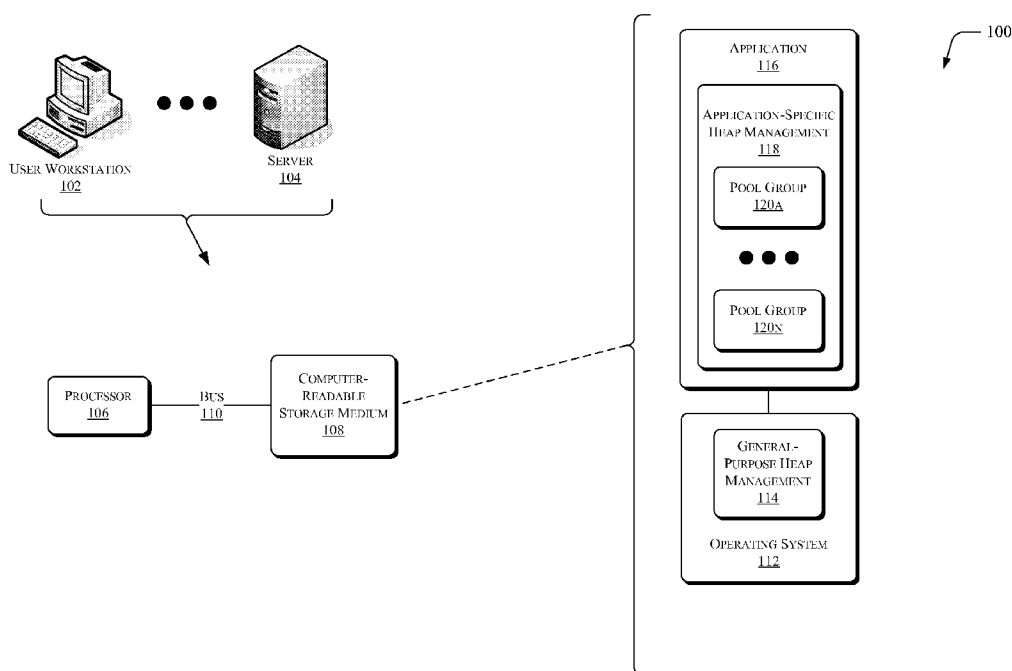 100
APPLICATION
116
APPLICATION-SPECIFIC
HEAP MANAGEMENT
118
POOL GROUP
120A
POOL GROUP
120N
USER WORKSTATION
102
SERVER
104
PROCESSOR
106
BUS
110
COMPUTER-
READABLE
STORAGE MEDIUM
108
GENERAL-
PURPOSE HEAP
MANAGEMENT
114
OPERATING SYSTEM
112